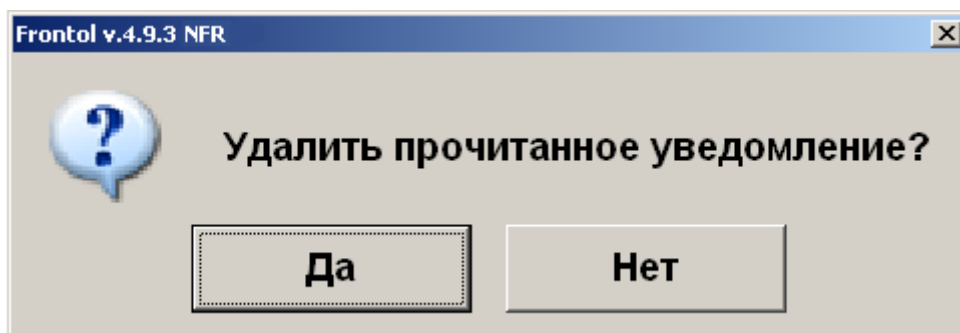 Frontol v.4.9.3 NFR
Удалить прочитанное уведомление?
Да
Нет